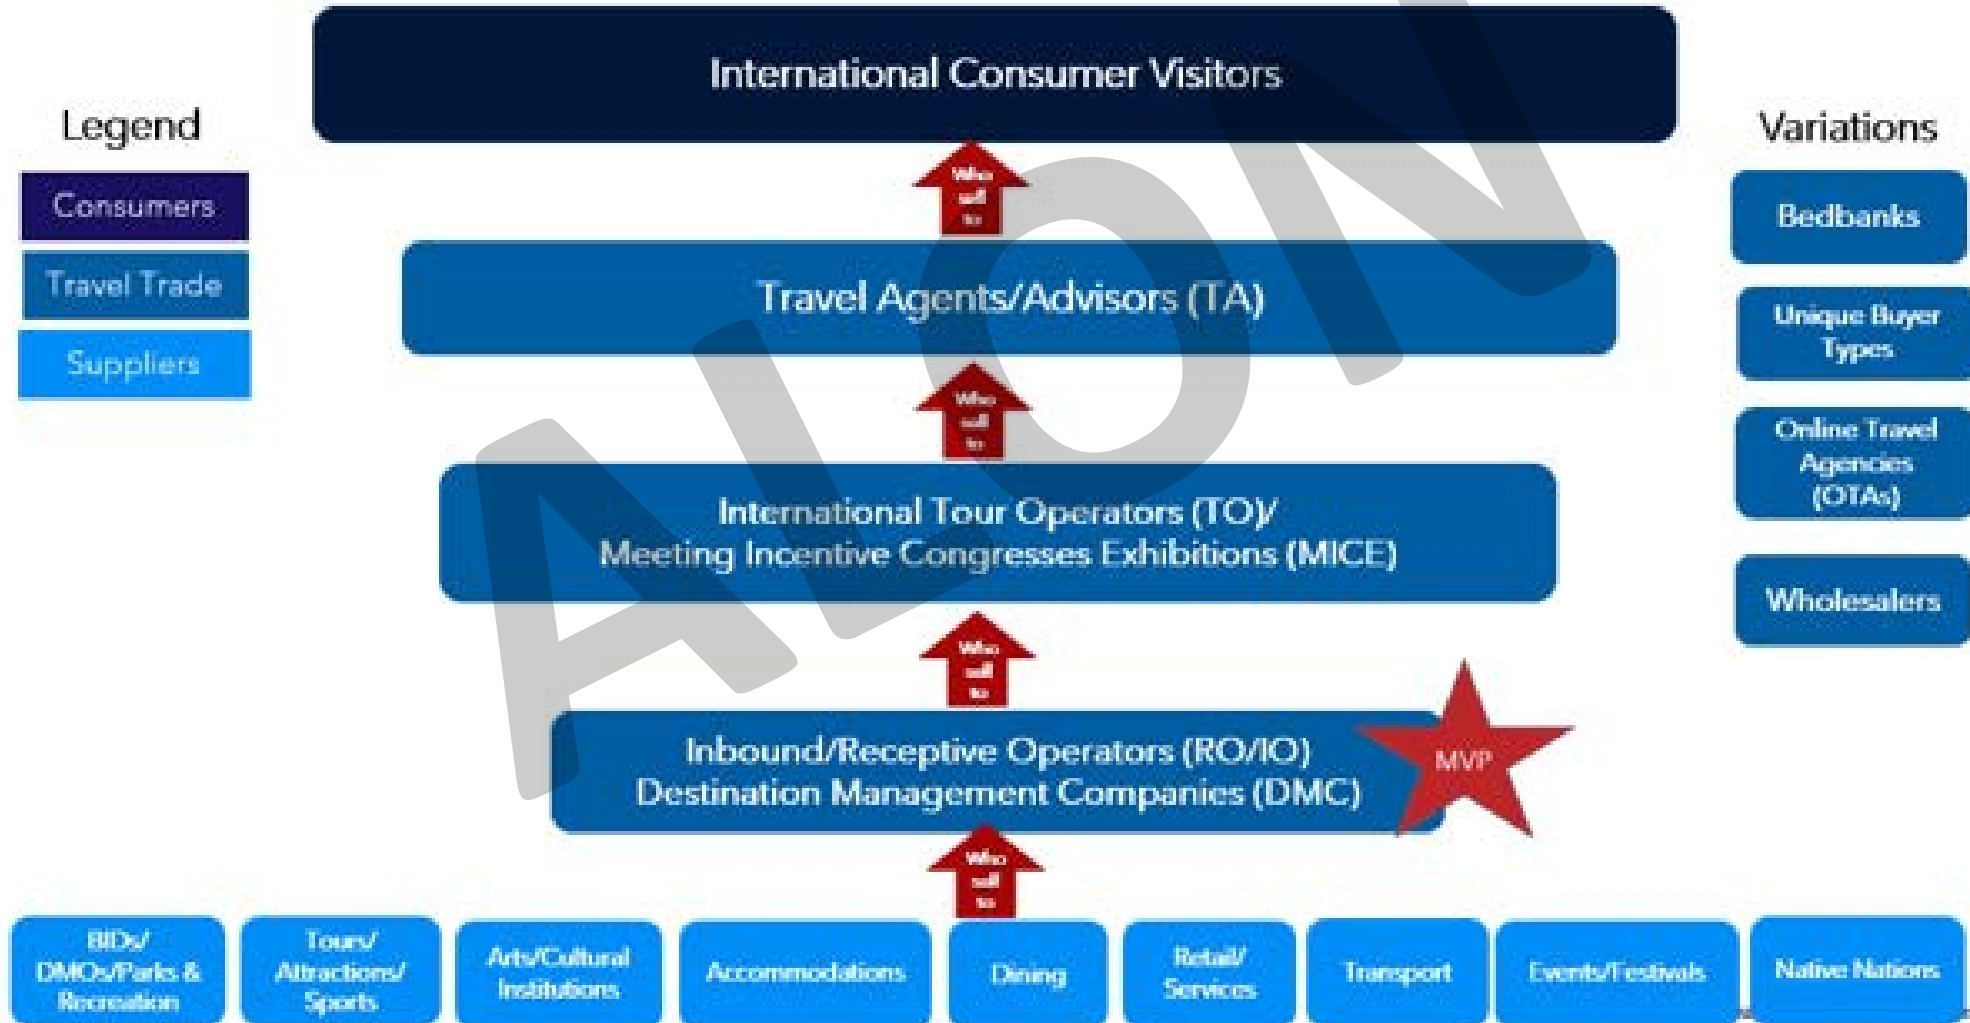 International Consumer Visitors
Legend
Consumers
Travel Trade
Suppliers
Variations
Bedbanks
Unique Buyer
Types
Online Travel
Agencies
(OTAs)
Wholesalers
Who
sell
to
Travel Agents/Advisors (TA)
Who
sell
to
International Tour Operators (TO)/
Meeting Incentive Congresses Exhibitions (MICE)
Who
sell
to
Inbound/Receptive Operators (RO/IO)
Destination Management Companies (DMC)
MVP
Who
sell
to
BIDs/
DMOs/Parks &
Recreation
Tours/
Attractions/
Sports
Arts/Cultural
Institutions
Accommodations
Dining
Retail/
Services
Transport
Events/Festivals
Native Nations
ALON